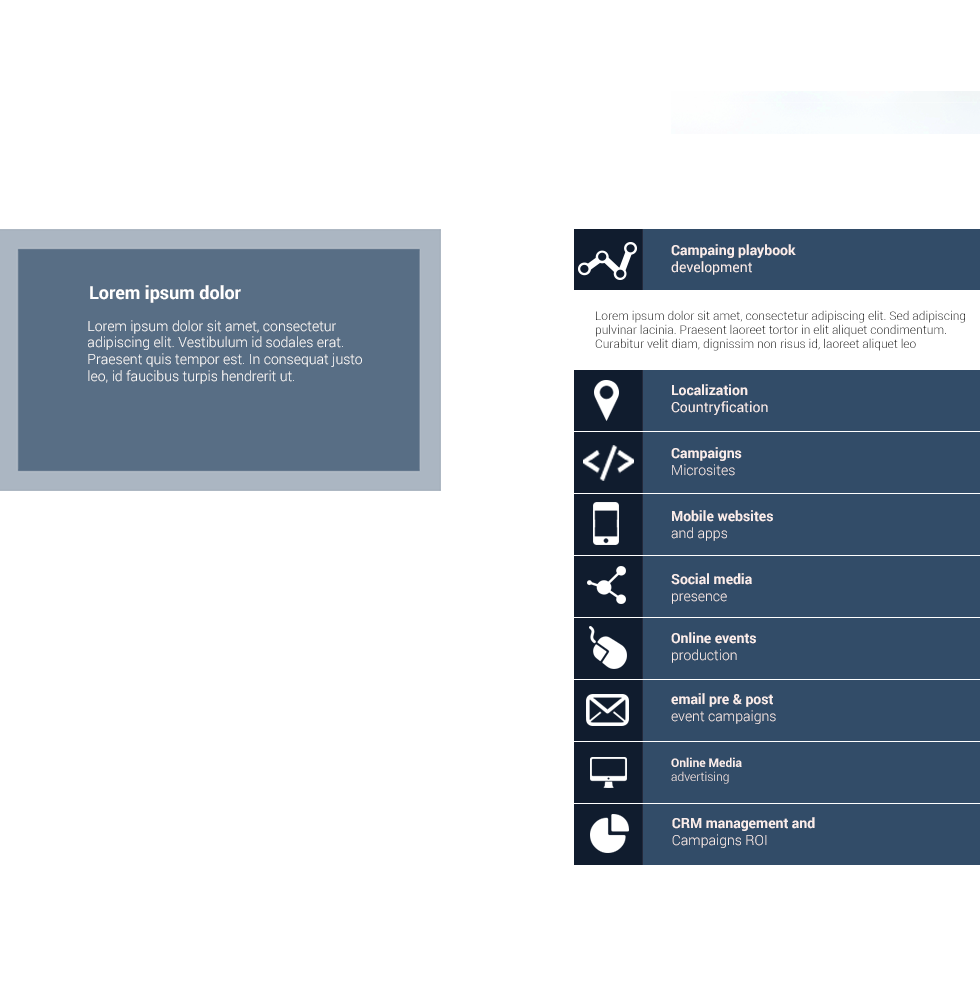 Lorem ipsum dolor
Lorem ipsum dolor sit amet, consectetur
adipiscing elit. Vestibulum id sodales erat.
Praesent quis tempor est. In consequat justo
leo, id faucibus turpis hendrerit ut.
Campaing playbook
development
Lorem ipsum dolor sit amet, consectetur adipiscing elit. Sed adipiscing
pulvinar lacinia. Praesent laoreet tortor in elit aliquet condimentum.
Curabitur velit diam, dignissim non risus id, laoreet aliquet leo
Localization
Countryfication
Campaigns
Microsites
Mobile websites
and apps
Social media
presence
Online events
production
email pre & post
event campaigns
Online Media
advertising
CRM management and
Campaigns ROI